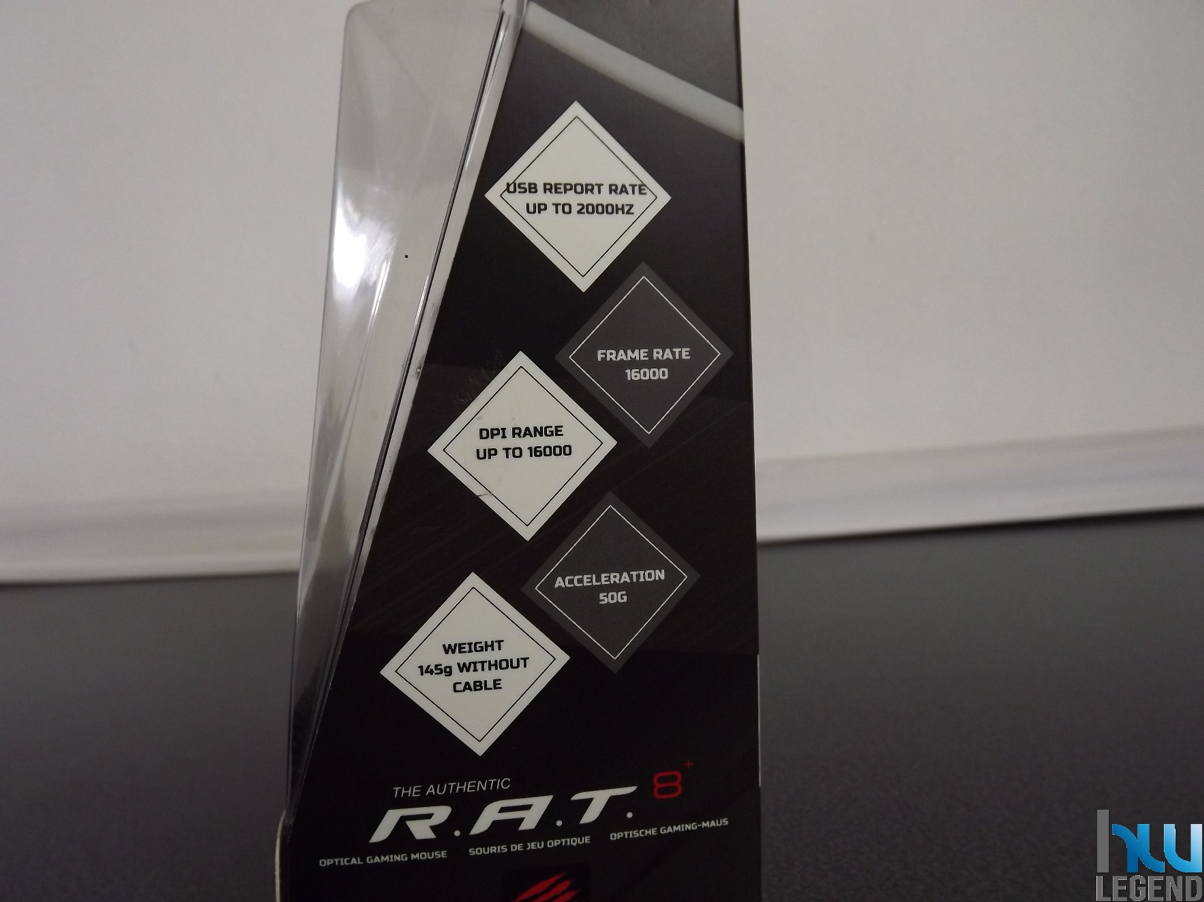 USB REPORT RATE
UP TO 2000HZ
FRAME RATE
16000
DPI RANGE
UP TO 16000
ACCELERATION
50G
WEIGHT
145g WITHOUT
CABLE
THE AUTHENTIC
R.A.T. 8+
OPTICAL GAMING MOUSE SOURIS DE JEU OPTIQUE OPTISCHE GAMING-MAUS
HW
LEGEND